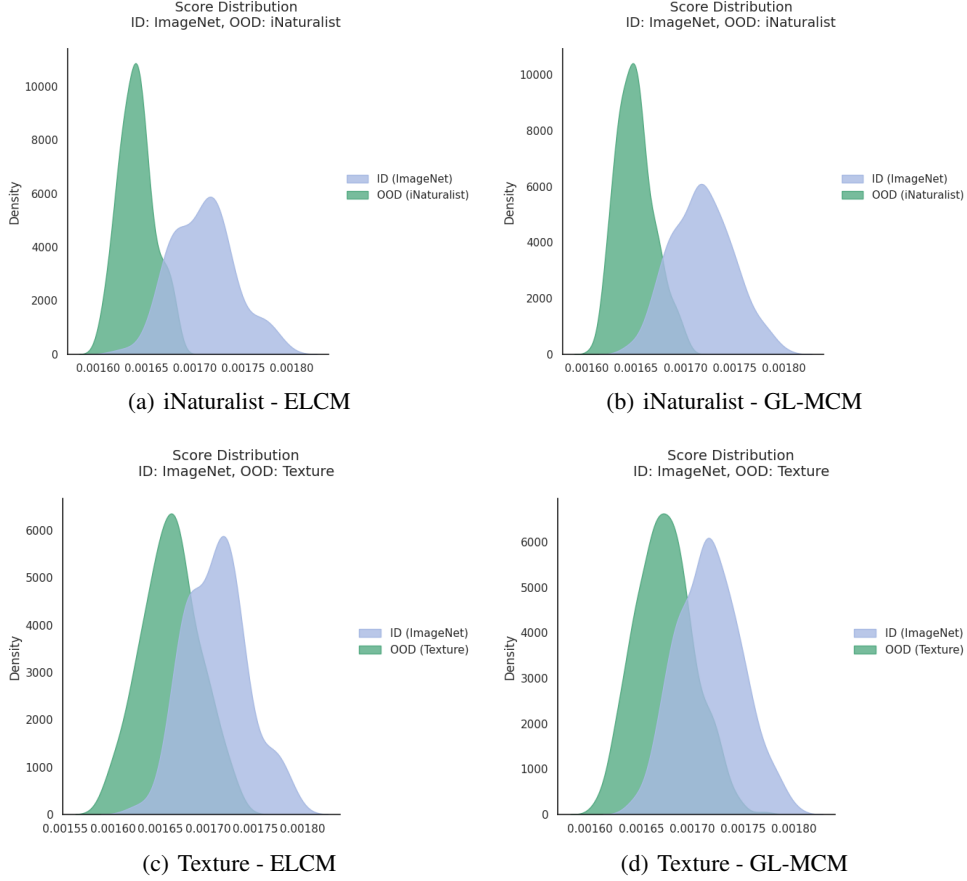 Score Distribution
ID: ImageNet, OOD: iNaturalist
Density
10000
8000
6000
4000
2000
0
0.00160 0.00165 0.00170 0.00175 0.00180
ID (ImageNet)
OOD (iNaturalist)
(a) iNaturalist - ELCM
Score Distribution
ID: ImageNet, OOD: iNaturalist
Density
10000
8000
6000
4000
2000
0
0.00160 0.00165 0.00170 0.00175 0.00180
ID (ImageNet)
OOD (iNaturalist)
(b) iNaturalist - GL-MCM
Score Distribution
ID: ImageNet, OOD: Texture
Density
6000
5000
4000
3000
2000
1000
0
0.00155 0.00160 0.00165 0.00170 0.00175 0.00180
ID (ImageNet)
OOD (Texture)
(c) Texture - ELCM
Score Distribution
ID: ImageNet, OOD: Texture
Density
6000
5000
4000
3000
2000
1000
0
0.00160 0.00165 0.00170 0.00175 0.00180
ID (ImageNet)
OOD (Texture)
(d) Texture - GL-MCM